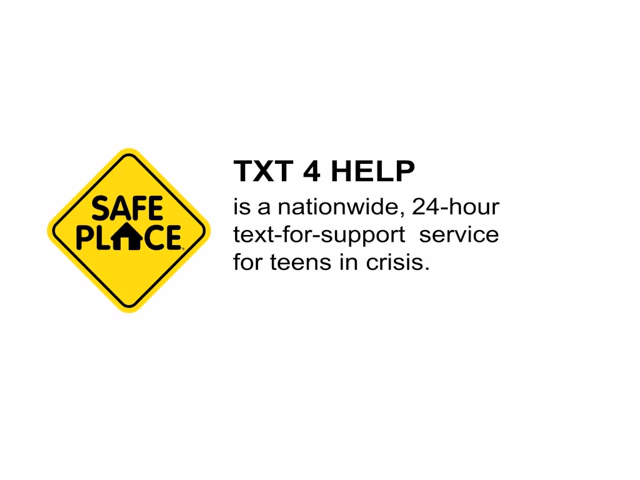 SAFE
PLACE
TXT 4 HELP
is a nationwide, 24-hour
text-for-support service
for teens in crisis.